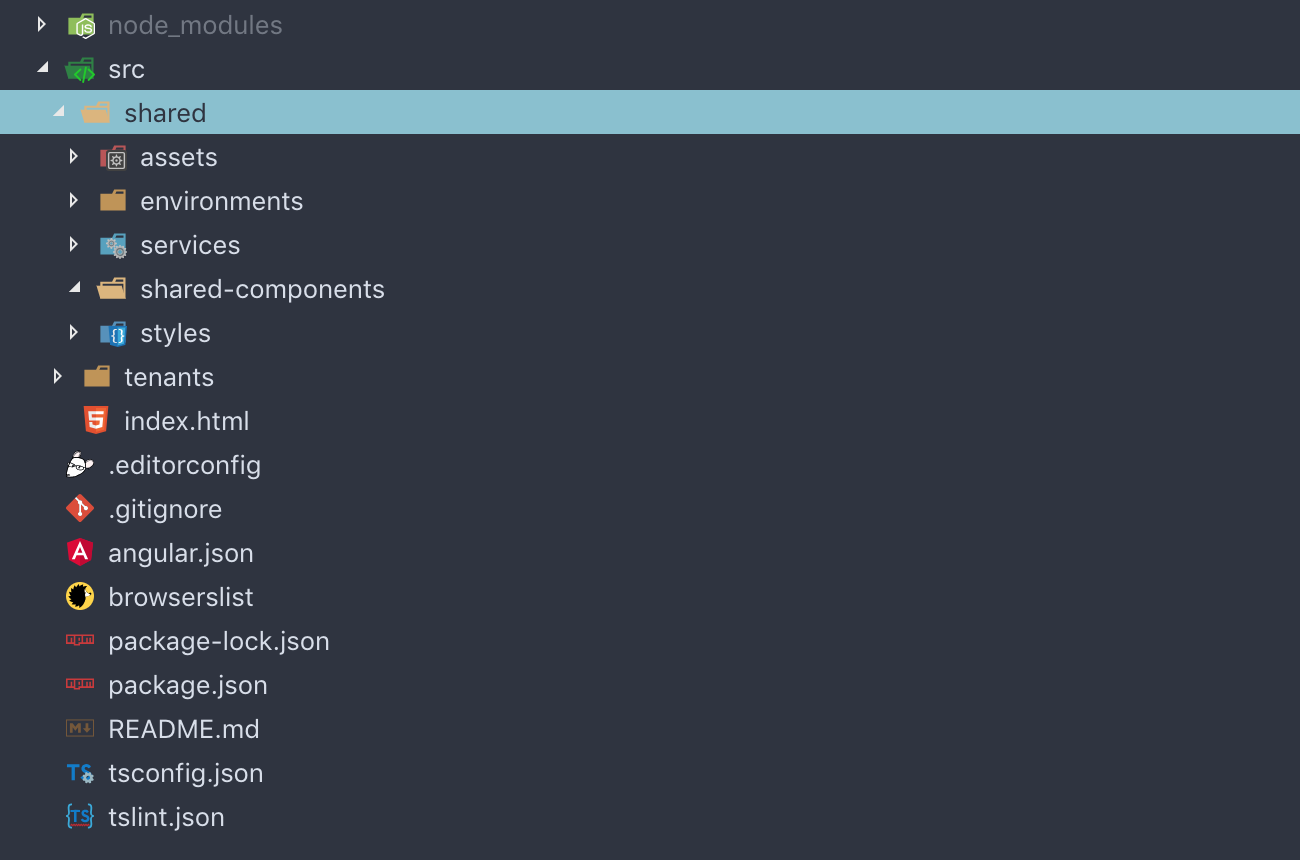 node_modules
src
shared
assets
environments
services
shared-components
styles
tenants
index.html
.editorconfig
.gitignore
angular.json
browserslist
package-lock.json
package.json
README.md
tsconfig.json
tslint.json